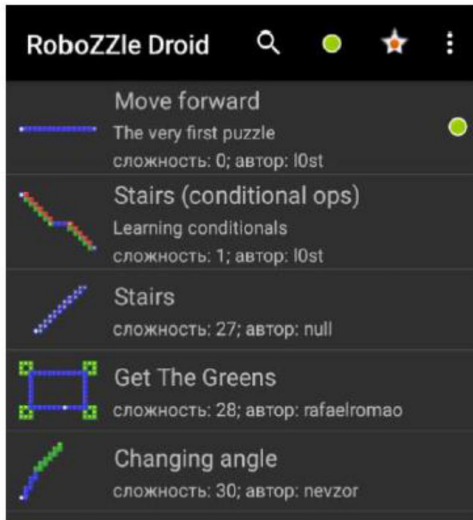 RoboZZle Droid
Move forward
The very first puzzle
сложность: 0; автор: l0st
Stairs (conditional ops)
Learning conditionals
сложность: 1; автор: l0st
Stairs
сложность: 27; автор: null
Get The Greens
сложность: 28; автор: rafaelromao
Changing angle
сложность: 30; автор: nevzor